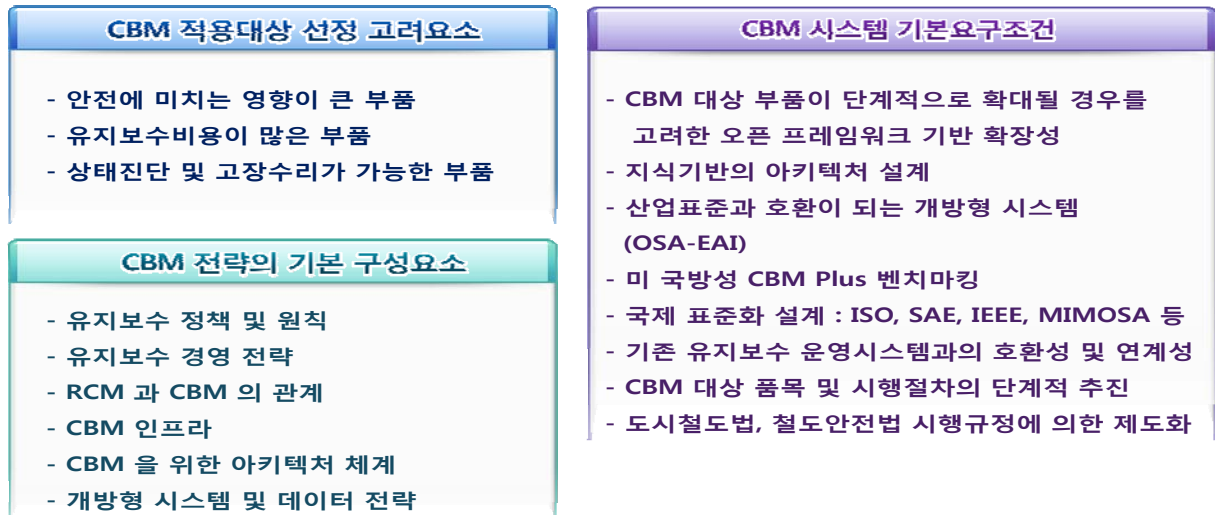 CBM 적용대상 선정 고려요소
- 안전에 미치는 영향이 큰 부품
- 유지보수비용이 많은 부품
- 상태진단 및 고장수리가 가능한 부품
CBM 전략의 기본 구성요소
- 유지보수 정책 및 원칙
- 유지보수 경영 전략
- RCM 과 CBM 의 관계
- CBM 인프라
- CBM 을 위한 아키텍처 체계
- 개방형 시스템 및 데이터 전략
CBM 시스템 기본요구조건
- CBM 대상 부품이 단계적으로 확대될 경우를
고려한 오픈 프레임워크 기반 확장성
- 지식기반의 아키텍처 설계
- 산업표준과 호환이 되는 개방형 시스템
(OSA-EAI)
- 미 국방성 CBM Plus 벤치마킹
- 국제 표준화 설계 : ISO, SAE, IEEE, MIMOSA 등
- 기존 유지보수 운영시스템과의 호환성 및 연계성
- CBM 대상 품목 및 시행절차의 단계적 추진
- 도시철도법, 철도안전법 시행규정에 의한 제도화